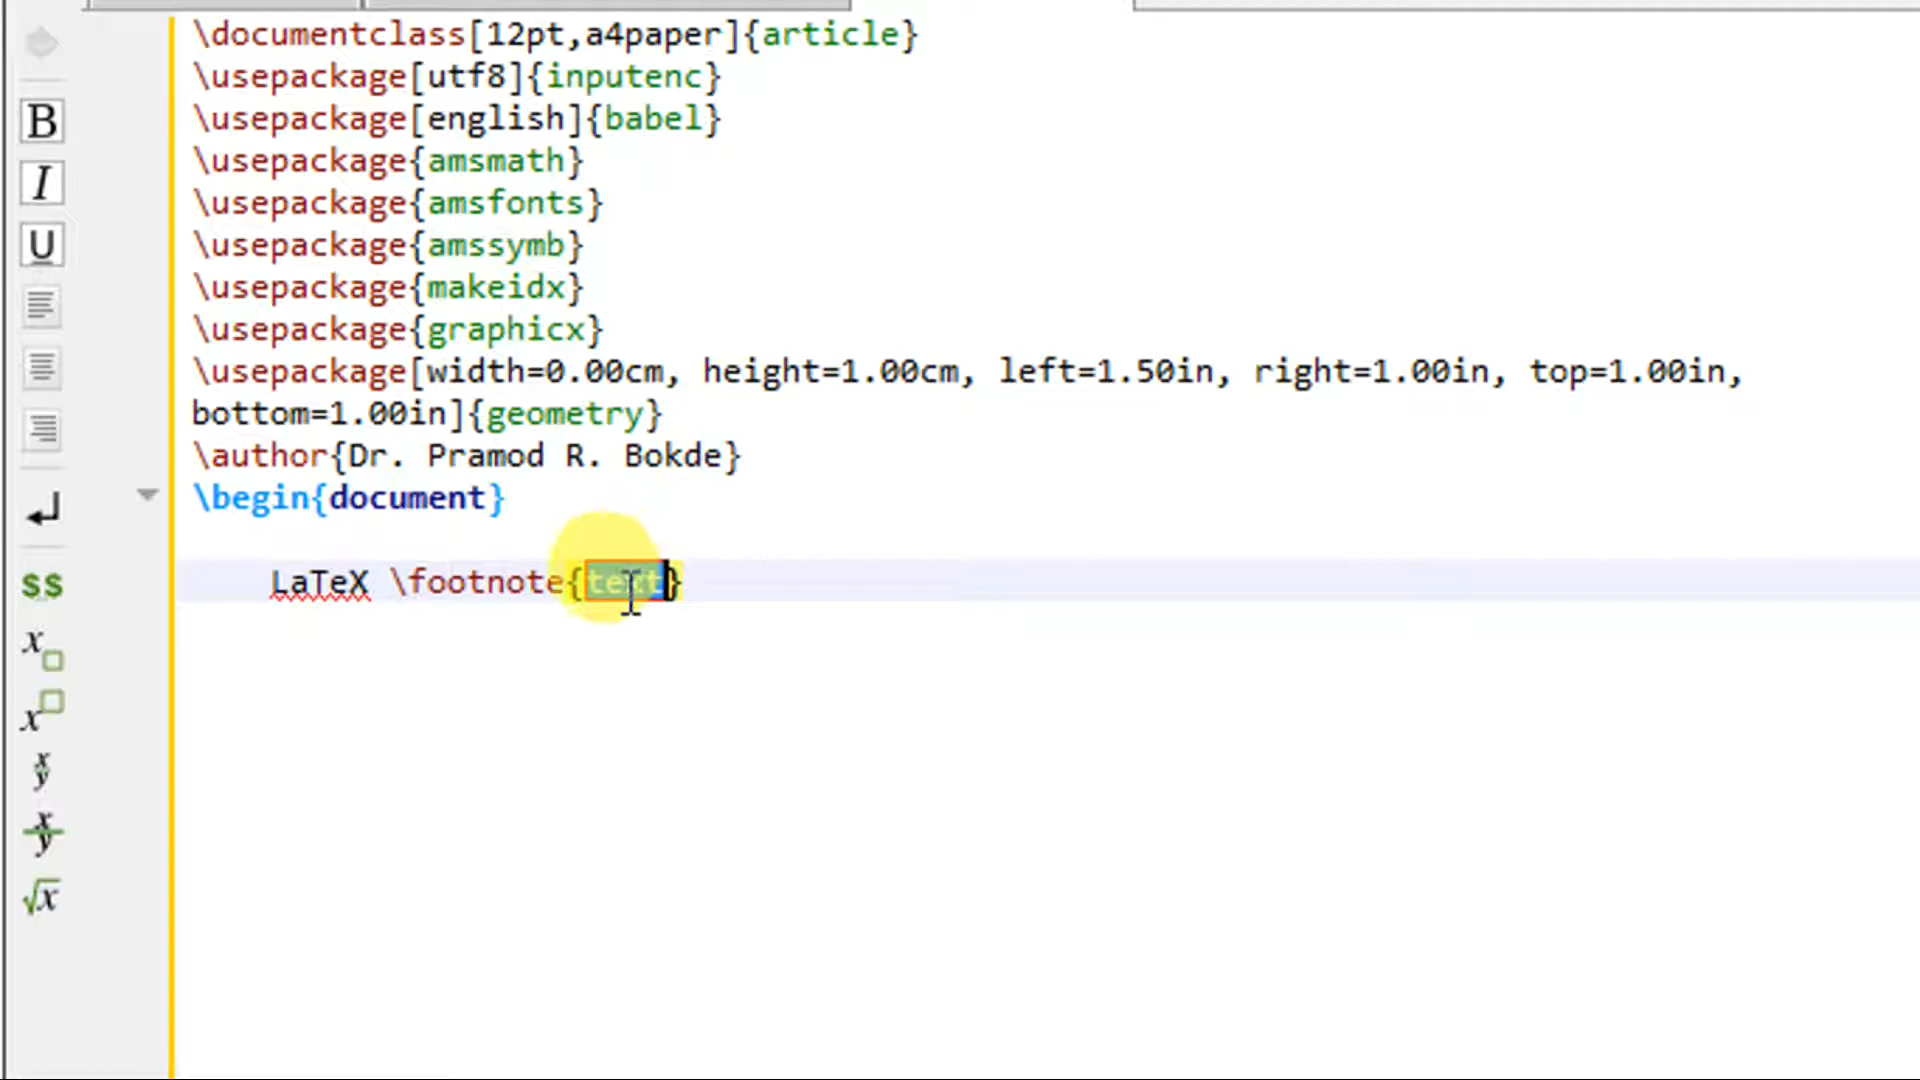 \documentclass[12pt,a4paper]{article}
\usepackage[utf8]{inputenc}
\usepackage[english]{babel}
\usepackage{amsmath}
\usepackage{amsfonts}
\usepackage{amssymb}
\usepackage{makeidx}
\usepackage{graphicx}
\usepackage[width=0.00cm, height=1.00cm, left=1.50in, right=1.00in, top=1.00in,
bottom=1.00in]{geometry}
\author{Dr. Pramod R. Bokde}
\begin{document}
LaTeX \footnote{text}
B
I
U
$$
x
x
x
y
x
y
√x